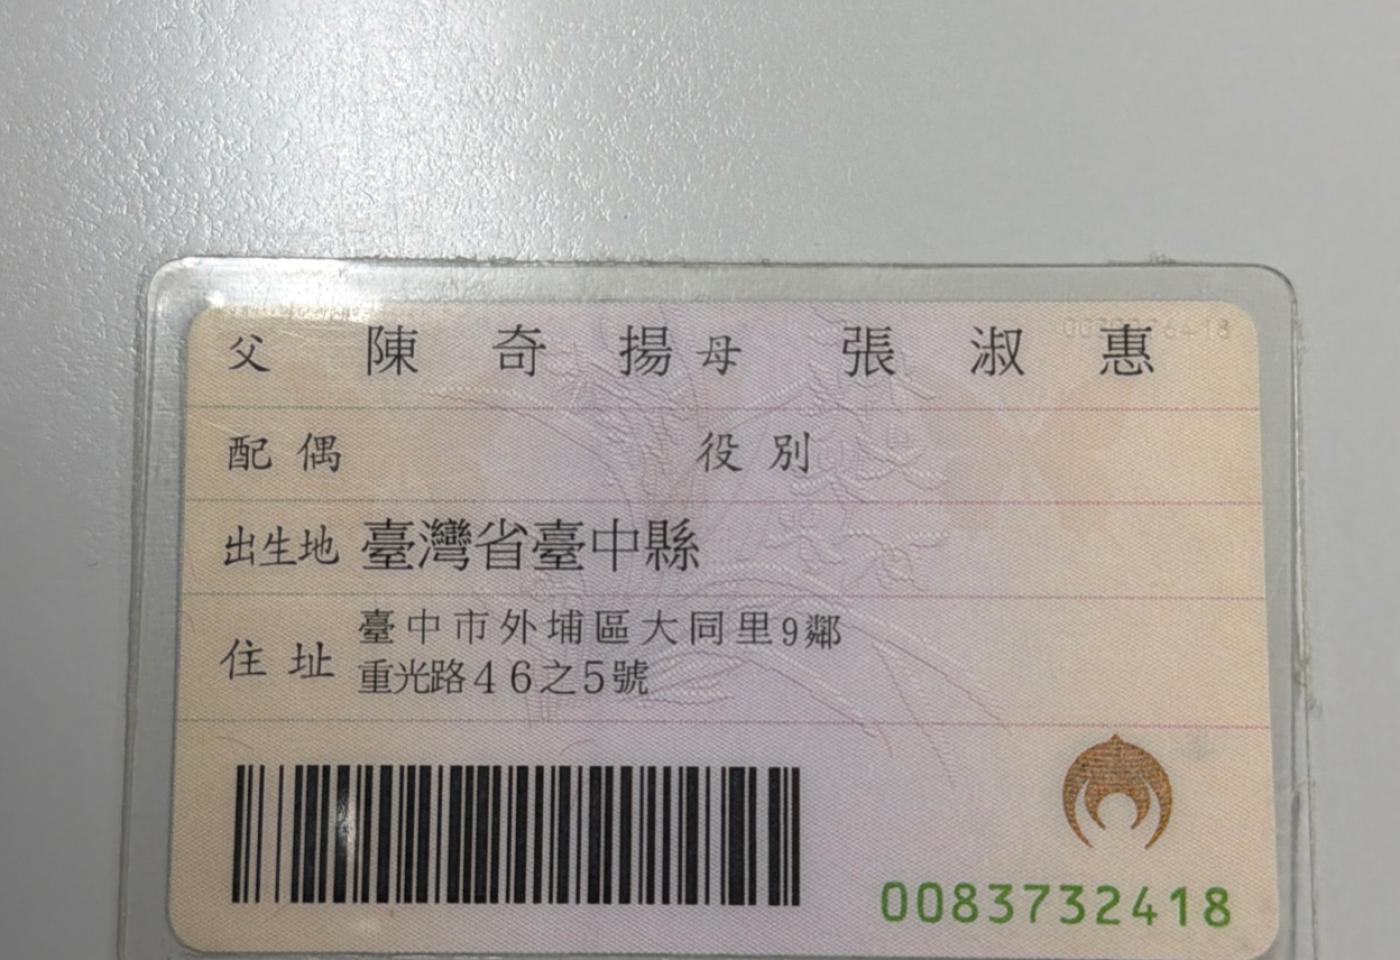 父 陳奇揚 母 張淑惠
配偶 役別
出生地 臺灣省臺中縣
住址 臺中市外埔區大同里9鄰
重光路46之5號
0083732418